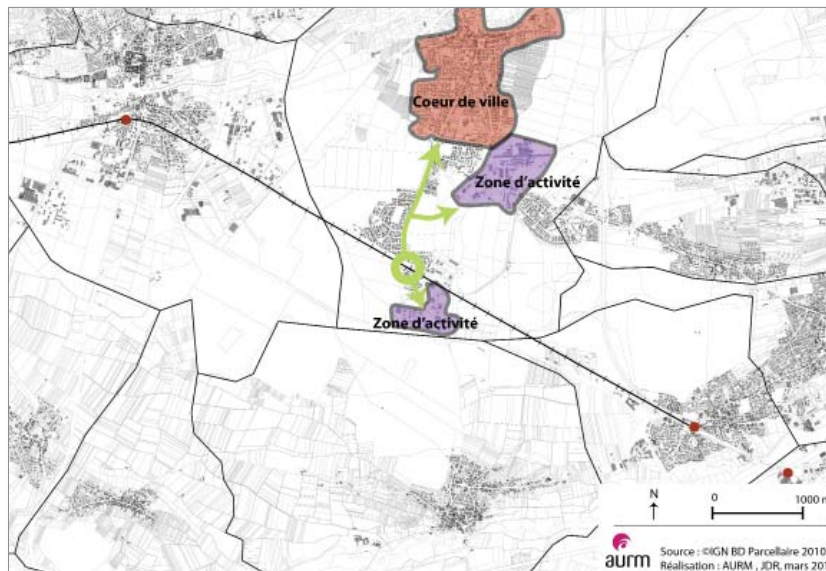 Coeur de ville
Zone d'activité
Zone d'activité
N
0 1000 m
aurm
Source : ©IGN BD Parcellaire 2010
Réalisation : AURM , JDR, mars 201